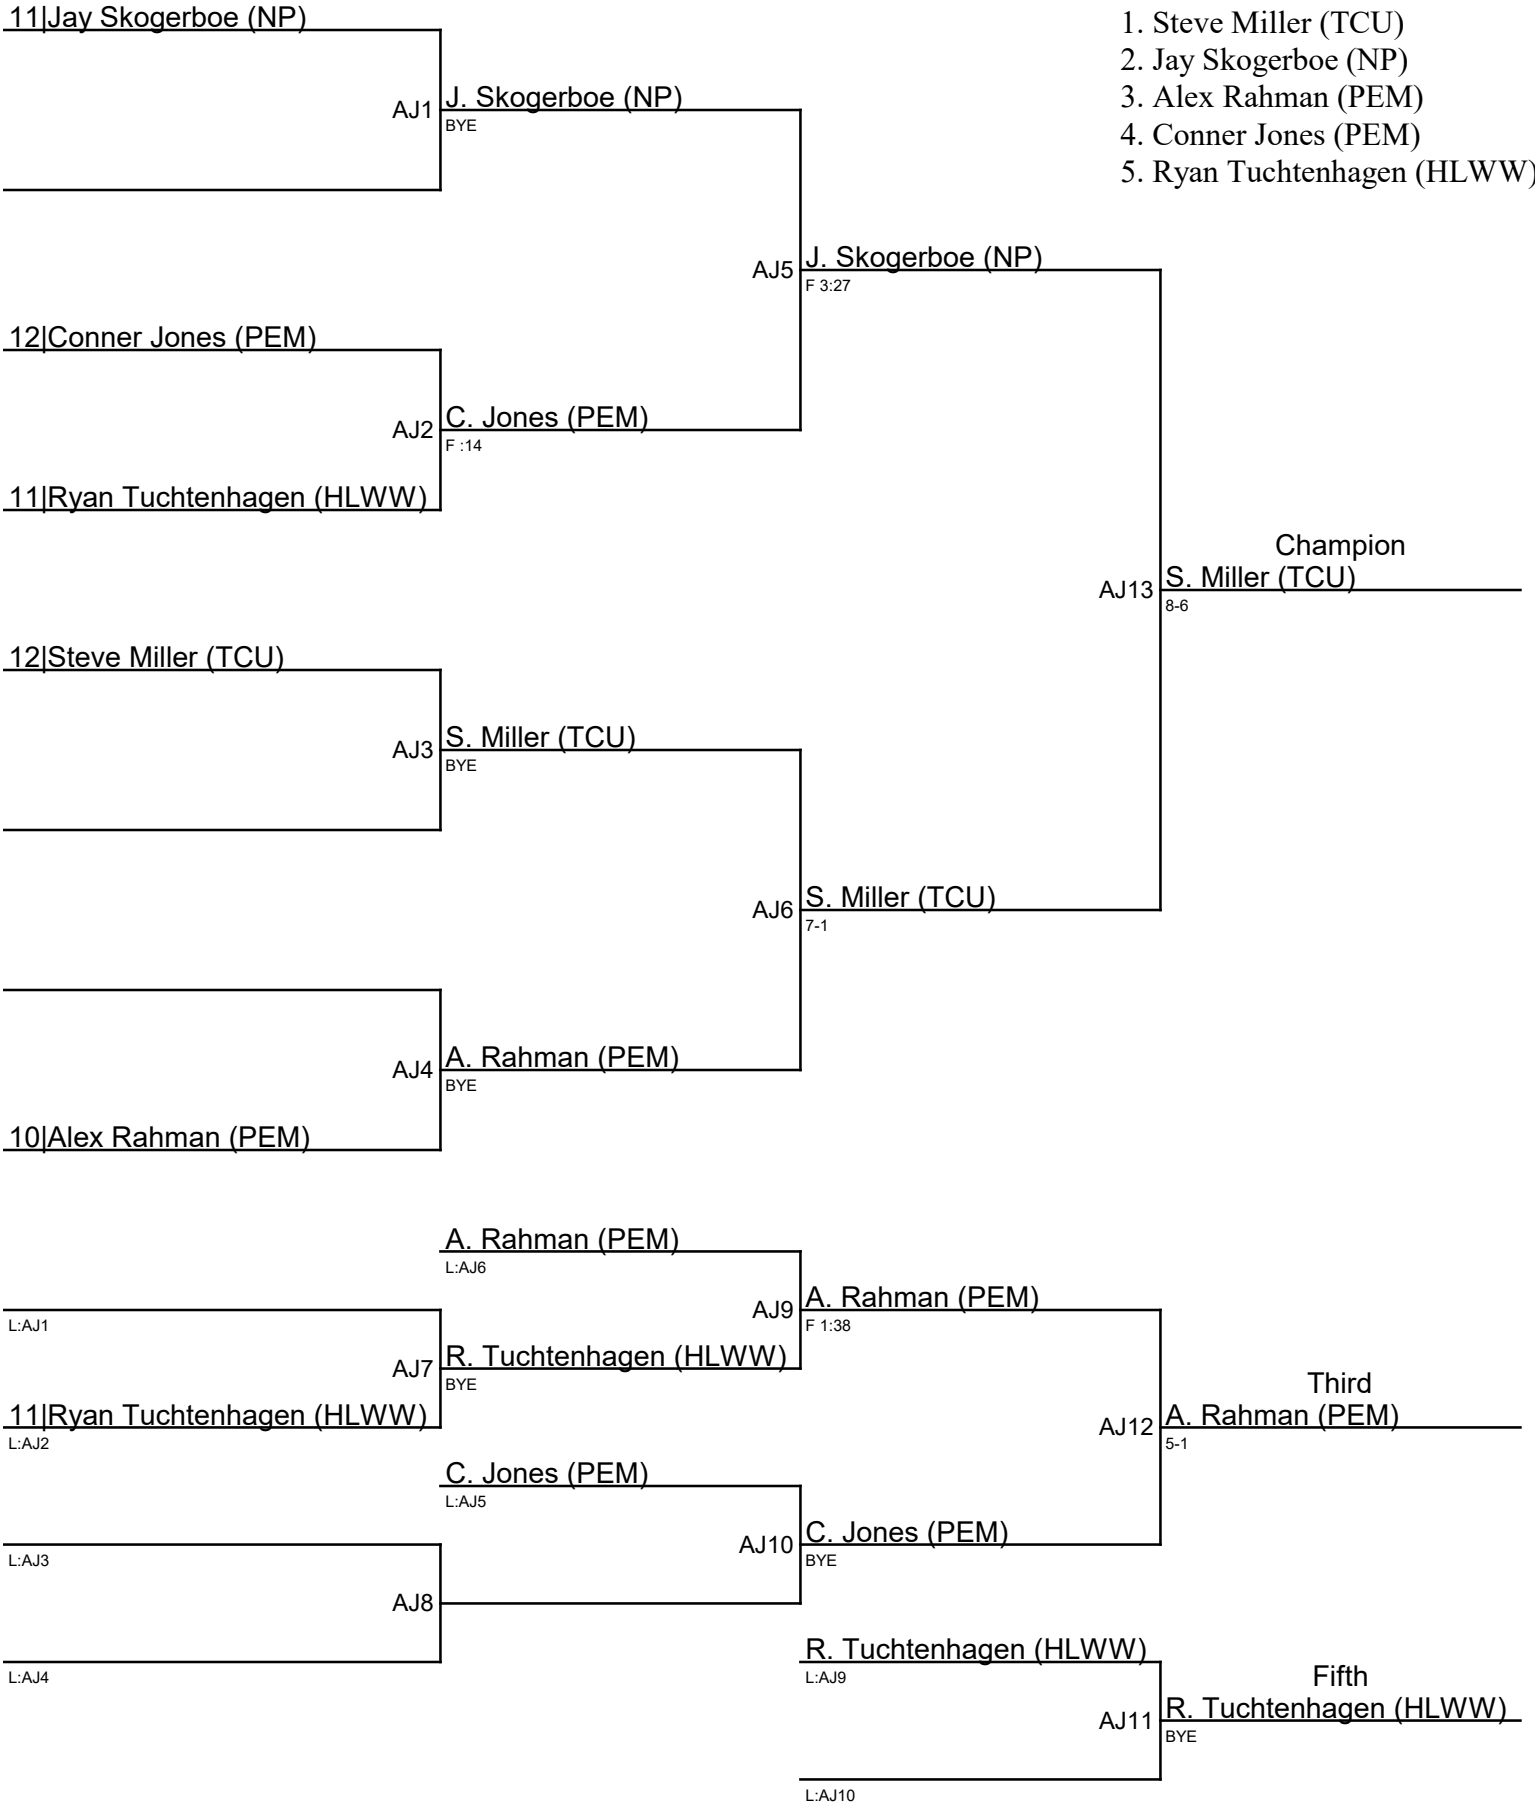 11|Jay Skogerboe (NP)
1. Steve Miller (TCU)
2. Jay Skogerboe (NP)
3. Alex Rahman (PEM)
4. Conner Jones (PEM)
5. Ryan Tuchtenhagen (HLWW)
AJ1
J. Skogerboe (NP)
BYE
AJ5
J. Skogerboe (NP)
F 3:27
12|Conner Jones (PEM)
AJ2
C. Jones (PEM)
F :14
11|Ryan Tuchtenhagen (HLWW)
Champion
AJ13
S. Miller (TCU)
8-6
12|Steve Miller (TCU)
AJ3
S. Miller (TCU)
BYE
AJ6
S. Miller (TCU)
7-1
AJ4
A. Rahman (PEM)
BYE
10|Alex Rahman (PEM)
A. Rahman (PEM)
L:AJ6
AJ9
A. Rahman (PEM)
F 1:38
L:AJ1
AJ7
R. Tuchtenhagen (HLWW)
BYE
11|Ryan Tuchtenhagen (HLWW)
L:AJ2
Third
AJ12
A. Rahman (PEM)
5-1
C. Jones (PEM)
L:AJ5
AJ10
C. Jones (PEM)
BYE
L:AJ3
AJ8
L:AJ4
R. Tuchtenhagen (HLWW)
L:AJ9
Fifth
AJ11
R. Tuchtenhagen (HLWW)
BYE
L:AJ10